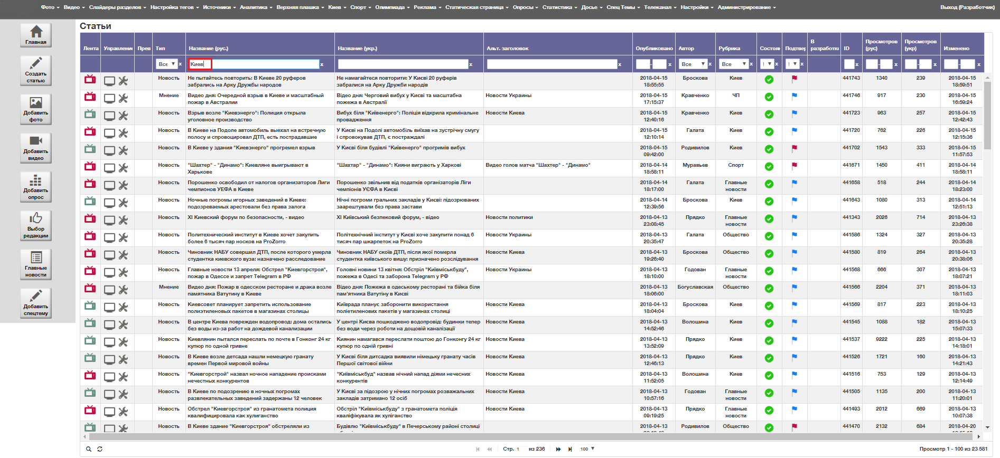 Фото Видео Слайдеры разделов Настройка тегов Источники Аналитика Верхняя плашка Киев Спорт Олимпиада Реклама Статическая страница Опросы Статистика Досье Спец Темы Телеканал Настройки Администрирование Выход (Разработчик)
Главная
Создать
статью
Добавить
фото
Добавить
видео
Добавить
опрос
Выбор
редакции
Главные
новости
Добавить
спецтему
Статьи
Лента Управлени Прев Тип Название (рус.) Название (укр.) Альт. заголовок Опубликовано Автор Рубрика Состоя Подтвер В разработк ID Просмотров (рус) Просмотров (укр) Изменено
Все x Киев x x x - x Все x Все x x x x - x - x - x
Новость Не пытайтесь повторить: В Киеве 20 руферов Не намагайтеся повторити: У Києві 20 руферів 2018-04-15 Броскова Киев 441743 1340 239 2018-04-15
забрались на Арку Дружбы народов забралися на Арку Дружби народів 18:55:55 18:59:51
Мнение Видео дня: Очередной взрыв в Киеве и масштабный Відео дня: Черговий вибух у Києві та масштабна Новости Украины 2018-04-15 Кравченко ЧП 441746 917 230 2018-04-15
пожар в Австралии пожежа в Австралії 17:15:37 16:59:24
Новость Взрыв возле "Киевэнерго": Полиция открыла Вибух біля "Київенерго": Поліція відкрила кримінальне Новости Киева 2018-04-15 Кравченко Киев 441723 963 257 2018-04-15
уголовное производство провадження 12:40:16 12:42:43
Новость В Киеве на Подоле автомобиль выехал на встречную У Києві на Подолі автомобіль виїхав на зустрічну смугу 2018-04-15 Галата Киев 441720 762 226 2018-04-15
полосу и спровоцировал ДТП, есть пострадавшие і спровокував ДТП, є постраждалі 12:10:14 12:15:36
Новость В Киеве у здания "Киевэнерго" прогремел взрыв У Києві біля будівлі "Київенерго" прогримів вибух 2018-04-15 Родивилов Киев 441702 1543 333 2018-04-15
09:42:00 11:57:53
Новость "Шахтер" - "Динамо": Киевляне выигрывают в "Шахтар" - "Динамо": Кияни виграють у Харкові Видео голов матча "Шахтер" - "Динамо" 2018-04-14 Муравьев Спорт 441671 1450 411 2018-04-14
Харькове 18:58:11 18:58:11
Новость Порошенко освободил от налогов организаторов Лиги Порошенко звільнив від податків організаторів Ліги 2018-04-14 Галата Главные 441658 518 244 2018-04-14
чемпионов УЕФА в Киеве чемпіонів УЄФА в Києві 18:17:00 новости 18:23:00
Новость Ночные погромы игорных заведений в Киеве: Нічні погроми гральних закладів у Києві: підозрюваних 2018-04-14 Броскова Киев 441643 1080 313 2018-04-14
подозреваемых арестовали без права залога заарештували без права застави 12:39:56 12:51:13
Новость XI Киевский форум по безопасности, - видео XI Київський безпековий форум, - відео Новости политики 2018-04-13 Прядко Главные 441343 2026 714 2018-04-13
23:08:45 новости 23:26:38
Новость Политехнический институт в Киеве хочет закупить Політехнічний інститут у Києві хоче закупити понад 6 Новости Украины 2018-04-13 Галата Общество 441586 1324 327 2018-04-13
более 6 тысяч пар носков на ProZorro тисяч пар шкарпеток на ProZorro 20:35:47 20:35:28
Новость Чиновник НАБУ совершил ДТП, после которого умерла Чиновник НАБУ скоїв ДТП, після якої померла Новости Киева 2018-04-13 Броскова Общество 441580 819 264 2018-04-13
студентка киевского вуза: назначено расследование студентка київського вишу: призначено розслідування 19:26:40 20:38:06
Новость Главные новости 13 апреля: Обстрел "Киевгорстроя", Головні новини 13 квітня: Обстріл "Київміськбуду", Новости Украины 2018-04-13 Годован Главные 441568 666 307 2018-04-13
пожар в Одессе и запрет Telegram в РФ пожежа в Одесі та заборона Telegram у РФ 18:10:00 новости 18:07:21
Мнение Видео дня: Пожар в одесском ресторане и драка возле Відео дня: Пожежа в одеському ресторані та бійка біля 2018-04-13 Богуславская Общество 441566 2204 371 2018-04-13
памятника Ватутину в Киеве пам'ятника Ватутіну в Києві 18:06:00 18:11:03
Новость Киевсовет планирует запретить использование Київрада планує заборонити використання Новости Киева 2018-04-13 Броскова Киев 441569 817 223 2018-04-13
полиэтиленовых пакетов в магазинах столицы поліетиленових пакетів у магазинах столиці 18:04:04 18:10:25
Новость В центре Киева поврежден водопровод: дома остались У центрі Києва пошкоджено водопровід: будинки тепер Новости Киева 2018-04-13 Волошина Киев 441545 1088 182 2018-04-13
без воды из-за работ на дождевой канализации без води через роботи на дощовій каналізації 14:52:46 15:07:33
Новость Киевлянин пытался переслать по почте в Гонконг 24 кг Киянин намагався переслати поштою до Гонконгу 24 кг Новости Киева 2018-04-13 Прядко Киев 441537 9222 225 2018-04-13
купюр по одной гривне купюр по одній гривні 13:52:09 14:18:01
Новость В Киеве возле детсада нашли немецкую гранату У Києві біля дитсадка виявили німецьку гранату часів Новости Киева 2018-04-13 Прядко Киев 441526 1721 160 2018-04-13
времен Первой мировой войны Першої світової війни 12:46:13 14:21:43
Новость "Киевгорстрой" назвал ночное нападение происками "Київміськбуд" назвав нічний напад діями нечесних Новости Киева 2018-04-13 Волошина Киев 441516 753 129 2018-04-13
нечестных конкурентов конкурентів 11:52:05 12:14:49
Новость В Киеве по подозрению в ночных погромах У Києві за підозрою у нічних погромах розважальних Новости Киева 2018-04-13 Годован Главные 441505 1135 200 2018-04-13
развлекательных заведений задержаны 12 человек закладів затримано 12 осіб 10:57:16 новости 11:20:01
Новость Обстрел "Киевгорстроя" из гранатомета полиция Обстріл "Київміськбуду" з гранатомета поліція Новости Киева 2018-04-13 Прядко Главные 441493 2012 669 2018-04-13
квалифицировала как хулиганство кваліфікувала як хуліганство 09:19:25 новости 10:07:38
Новость В Киеве здание "Киевгорстроя" обстреляли из Будівлю "Київміськбуду" в Печерському районі столиці 2018-04-13 Родивилов Общество 441470 2132 684 2018-04-20
Стр. 1 из 236 100 Просмотр 1 - 100 из 23 581